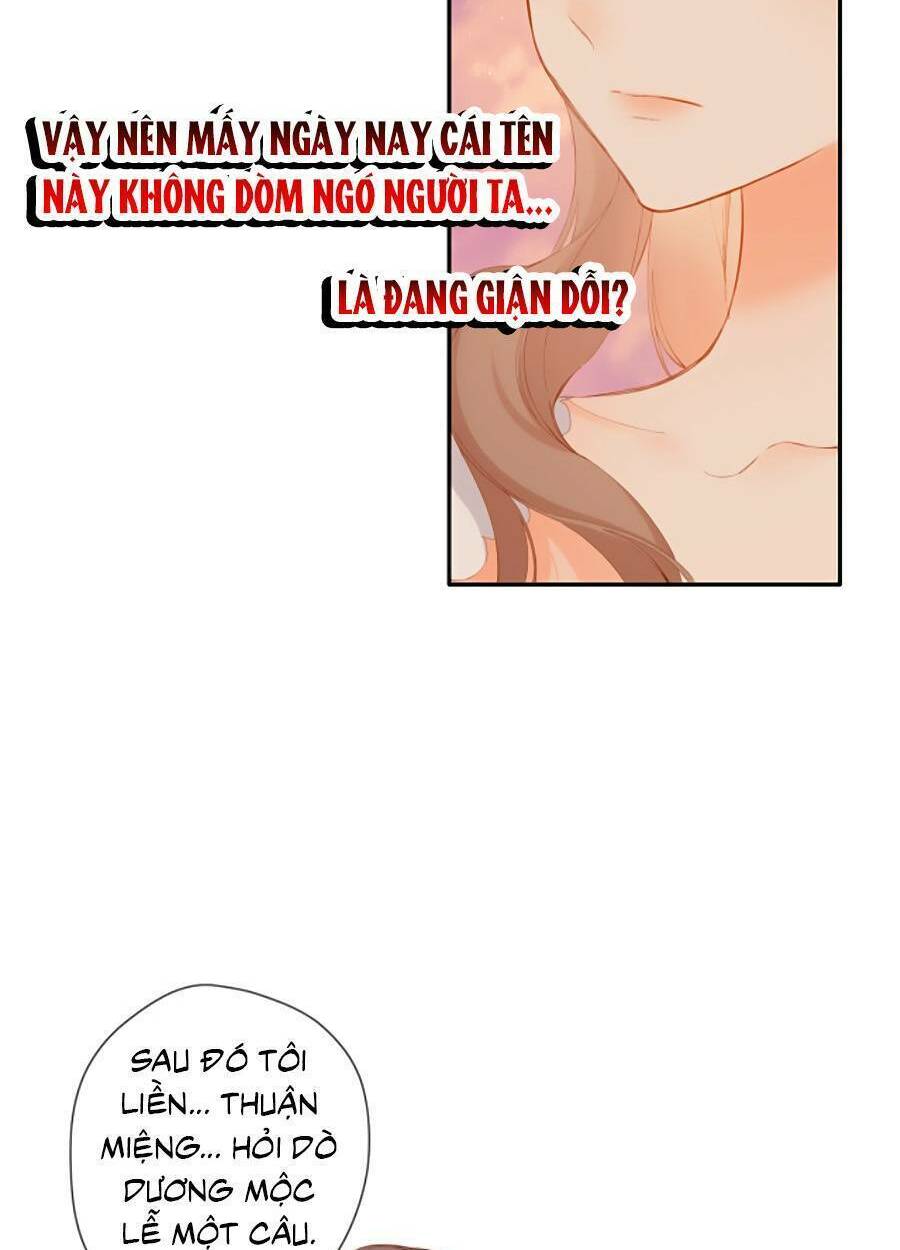 VẬY NÊN MẤY NGÀY NAY CÁI TÊN
NÀY KHÔNG DÒM NGÓ NGƯỜI TA...
LÀ ĐANG GIẬN DỖI?
SAU ĐÓ TÔI
LIỀN... THUẬN
MIỆNG... HỎI DÒ
DƯƠNG MỘC
LỄ MỘT CÂU.